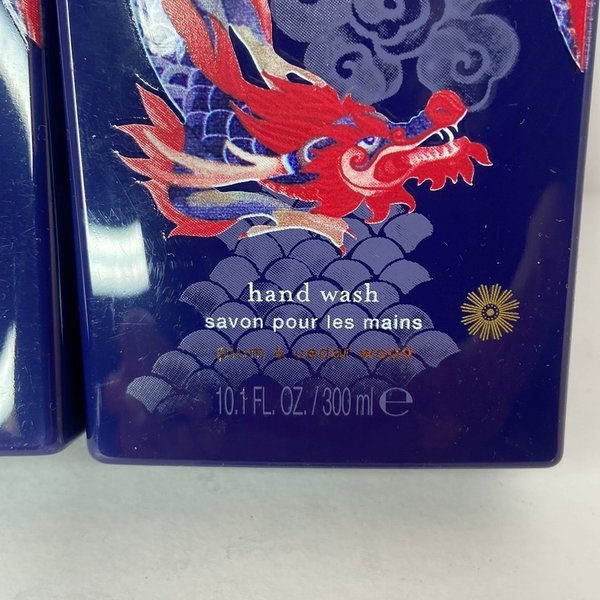 hand wash
savon pour les mains
plum & cedar wood
10.1 FL. OZ. / 300 ml ℮